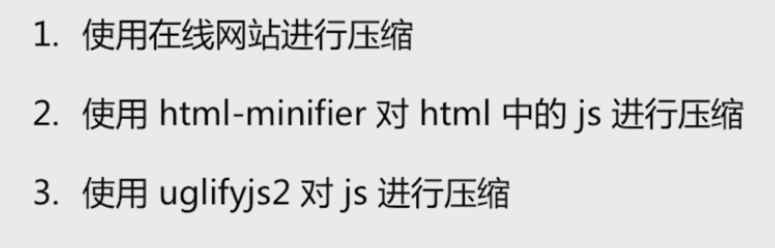 1. 使用在线网站进行压缩
2. 使用 html-minifier 对 html 中的 js 进行压缩
3. 使用 uglifyjs2 对 js 进行压缩